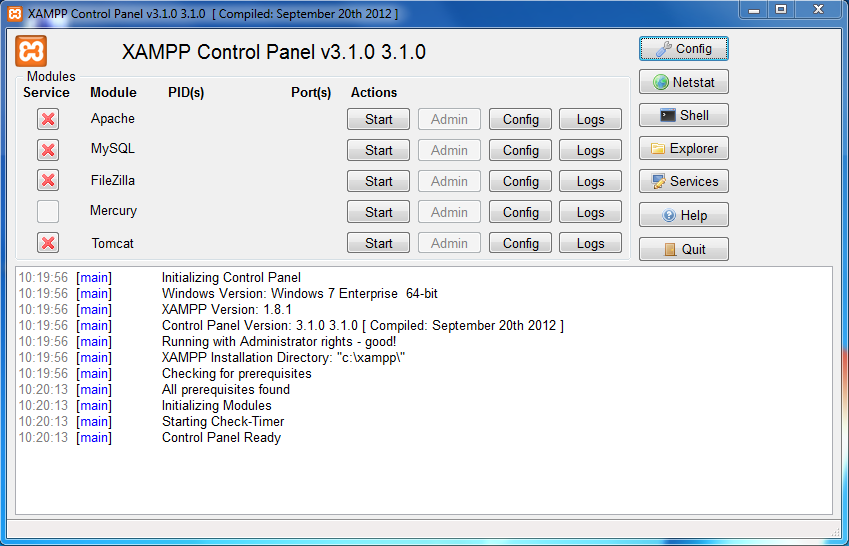 XAMPP Control Panel v3.1.0 3.1.0 [ Compiled: September 20th 2012 ]
XAMPP Control Panel v3.1.0 3.1.0
Config
Modules
Netstat
Service Module PID(s) Port(s) Actions
Apache Start Admin Config Logs
Shell
MySQL Start Admin Config Logs
Explorer
FileZilla Start Admin Config Logs
Services
Mercury Start Admin Config Logs
Help
Tomcat Start Admin Config Logs
Quit
10:19:56 [main] Initializing Control Panel
10:19:56 [main] Windows Version: Windows 7 Enterprise 64-bit
10:19:56 [main] XAMPP Version: 1.8.1
10:19:56 [main] Control Panel Version: 3.1.0 3.1.0 [ Compiled: September 20th 2012 ]
10:19:56 [main] Running with Administrator rights - good!
10:19:56 [main] XAMPP Installation Directory: "c:\xampp\"
10:19:56 [main] Checking for prerequisites
10:20:13 [main] All prerequisites found
10:20:13 [main] Initializing Modules
10:20:13 [main] Starting Check-Timer
10:20:13 [main] Control Panel Ready